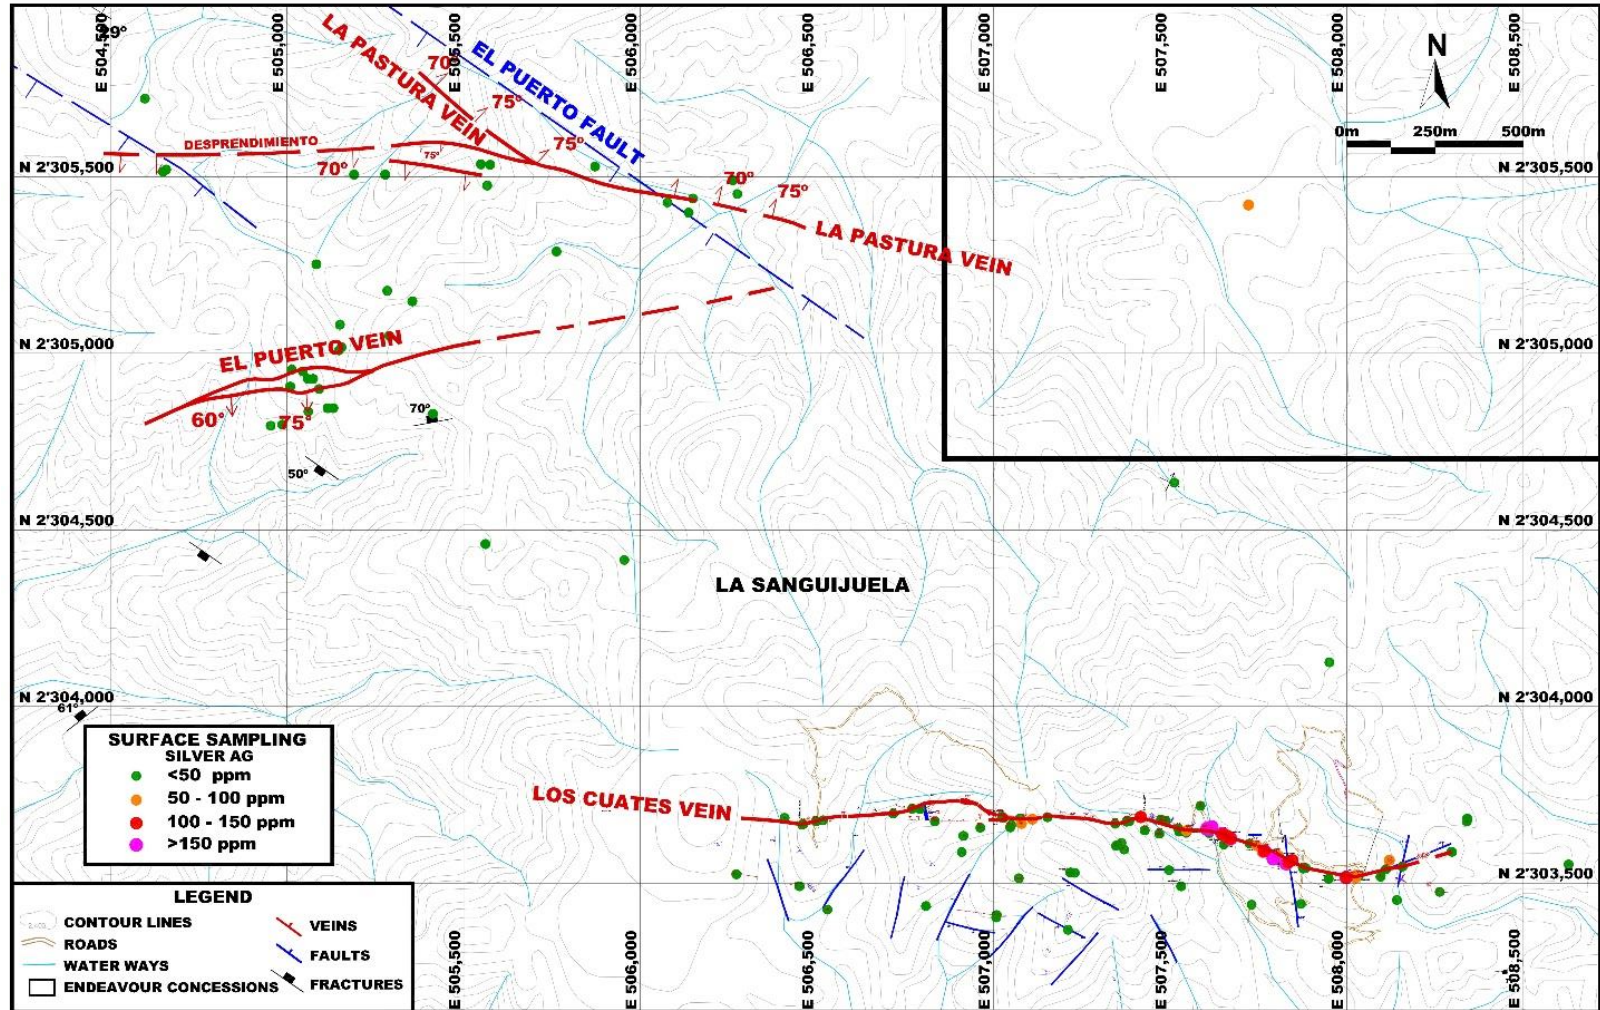 E 504,500
E 505,000
E 505,500
E 506,000
E 506,500
E 507,000
E 507,500
E 508,000
E 508,500
N
0m 250m 500m
LA PASTURA VEIN
EL PUERTO FAULT
70º
75º
75º
DESPRENDIMIENTO
70º
75º
N 2'305,500
N 2'305,500
70º
75º
LA PASTURA VEIN
N 2'305,000
N 2'305,000
EL PUERTO VEIN
60°
75°
70º
50º
N 2'304,500
N 2'304,500
LA SANGUIJUELA
N 2'304,000
N 2'304,000
61º
SURFACE SAMPLING
SILVER AG
<50 ppm
50 - 100 ppm
100 - 150 ppm
>150 ppm
LOS CUATES VEIN
N 2'303,500
LEGEND
CONTOUR LINES
ROADS
WATER WAYS
ENDEAVOUR CONCESSIONS
VEINS
FAULTS
FRACTURES
E 505,500
E 506,000
E 506,500
E 507,000
E 507,500
E 508,000
E 508,500